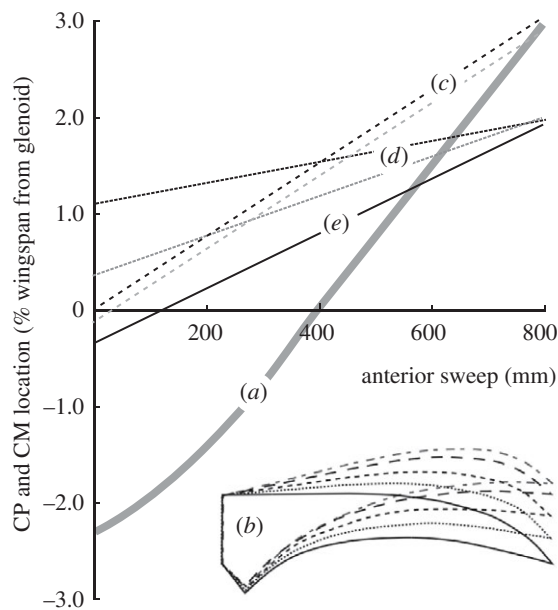 CP and CM location (% wingspan from glenoid)
3.0
2.0
1.0
0
−1.0
−2.0
−3.0
200
400
600
800
anterior sweep (mm)
(c)
(d)
(e)
(a)
(b)